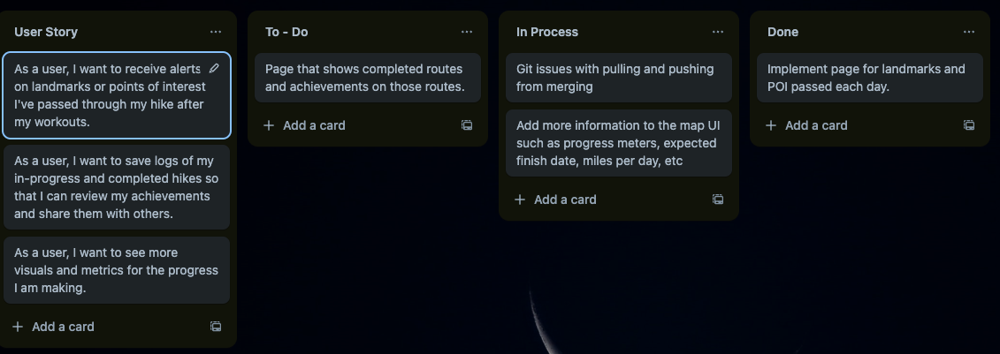 User Story
As a user, I want to receive alerts
on landmarks or points of interest
I've passed through my hike after
my workouts.
As a user, I want to save logs of my
in-progress and completed hikes so
that I can review my achievements
and share them with others.
As a user, I want to see more
visuals and metrics for the progress
I am making.
+ Add a card
To - Do
Page that shows completed routes
and achievements on those routes.
+ Add a card
In Process
Git issues with pulling and pushing
from merging
Add more information to the map UI
such as progress meters, expected
finish date, miles per day, etc
+ Add a card
Done
Implement page for landmarks and
POI passed each day.
+ Add a card